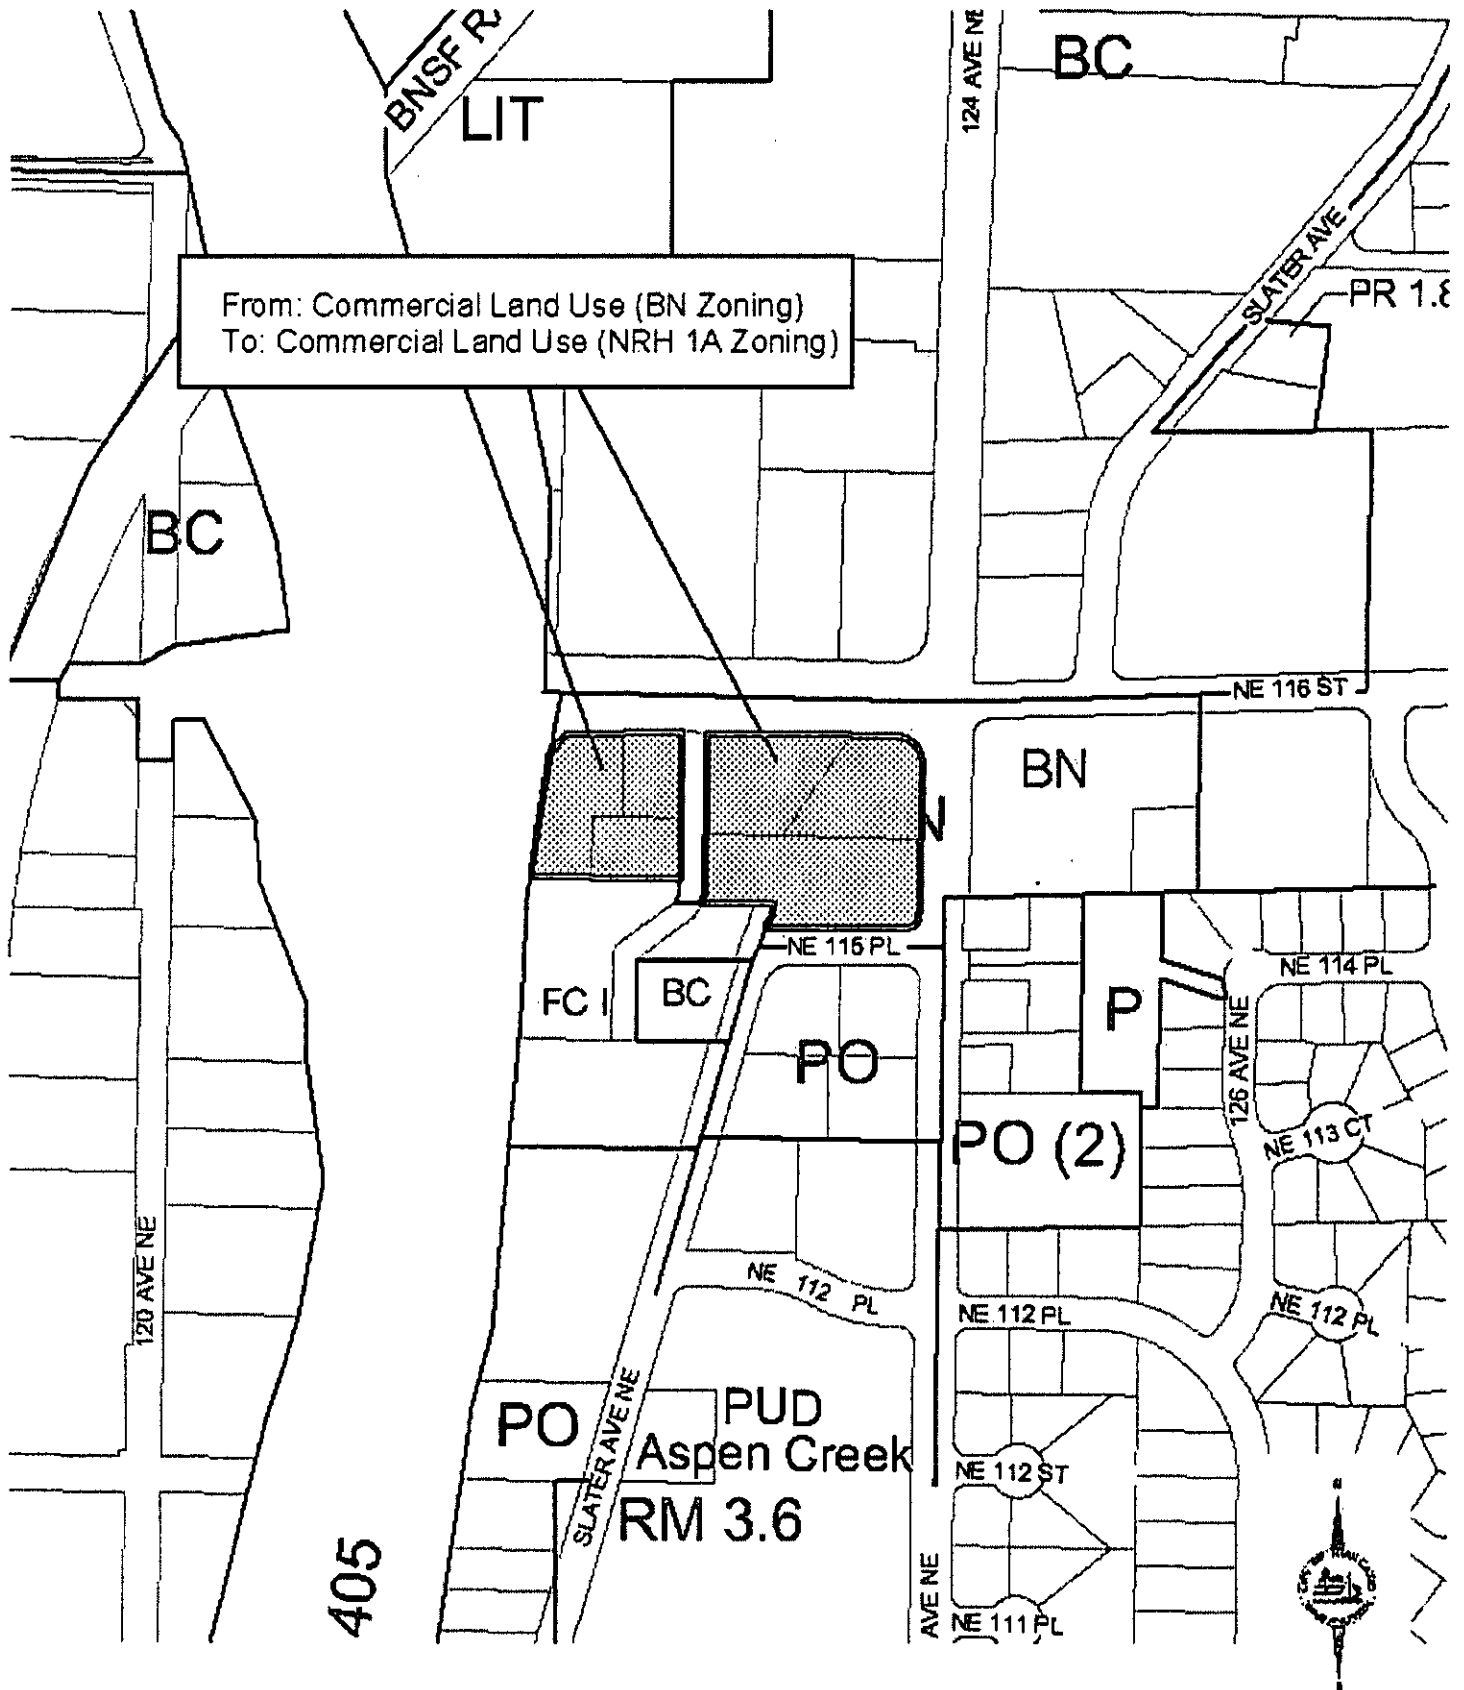 BNSF R
LIT
124 AVE NE
BC
SLATER AVE
PR 1.8
From: Commercial Land Use (BN Zoning)
To: Commercial Land Use (NRH 1A Zoning)
BC
NE 116 ST
BN
N
NE 115 PL
NE 114 PL
FC I
BC
P
126 AVE NE
PO
PO (2)
NE 113 CT
120 AVE NE
NE 112 PL
NE 112 PL
NE 112 PL
PO
SLATER AVE NE
PUD
Aspen Creek
NE 112 ST
RM 3.6
405
AVE NE
NE 111 PL